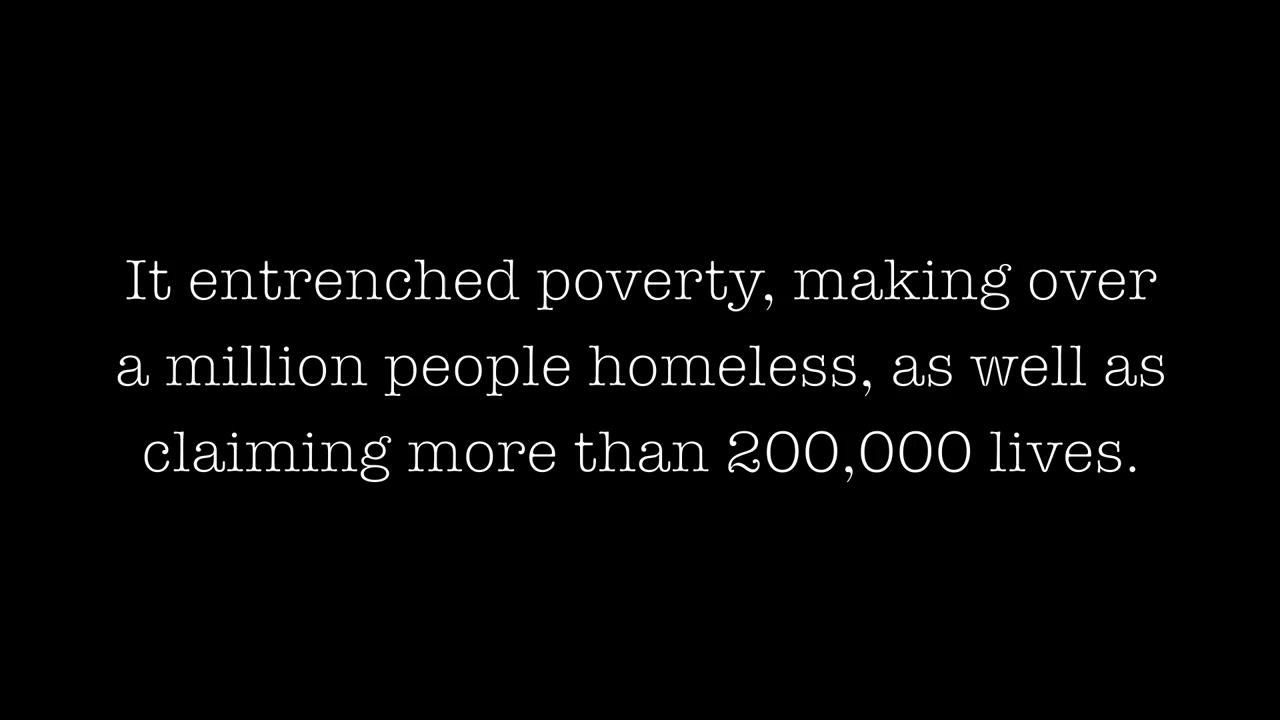 It entrenched poverty, making over
a million people homeless, as well as
claiming more than 200,000 lives.